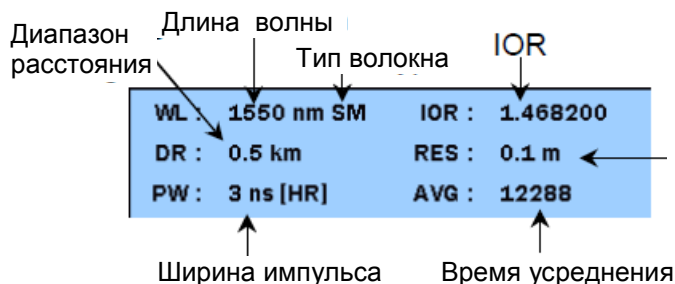 Длина волны
Диапазон
расстояния
Тип волокна
IOR
WL : 1550 nm SM IOR : 1.468200
DR : 0.5 km RES : 0.1 m
PW : 3 ns [HR] AVG : 12288
Ширина импульса Время усреднения